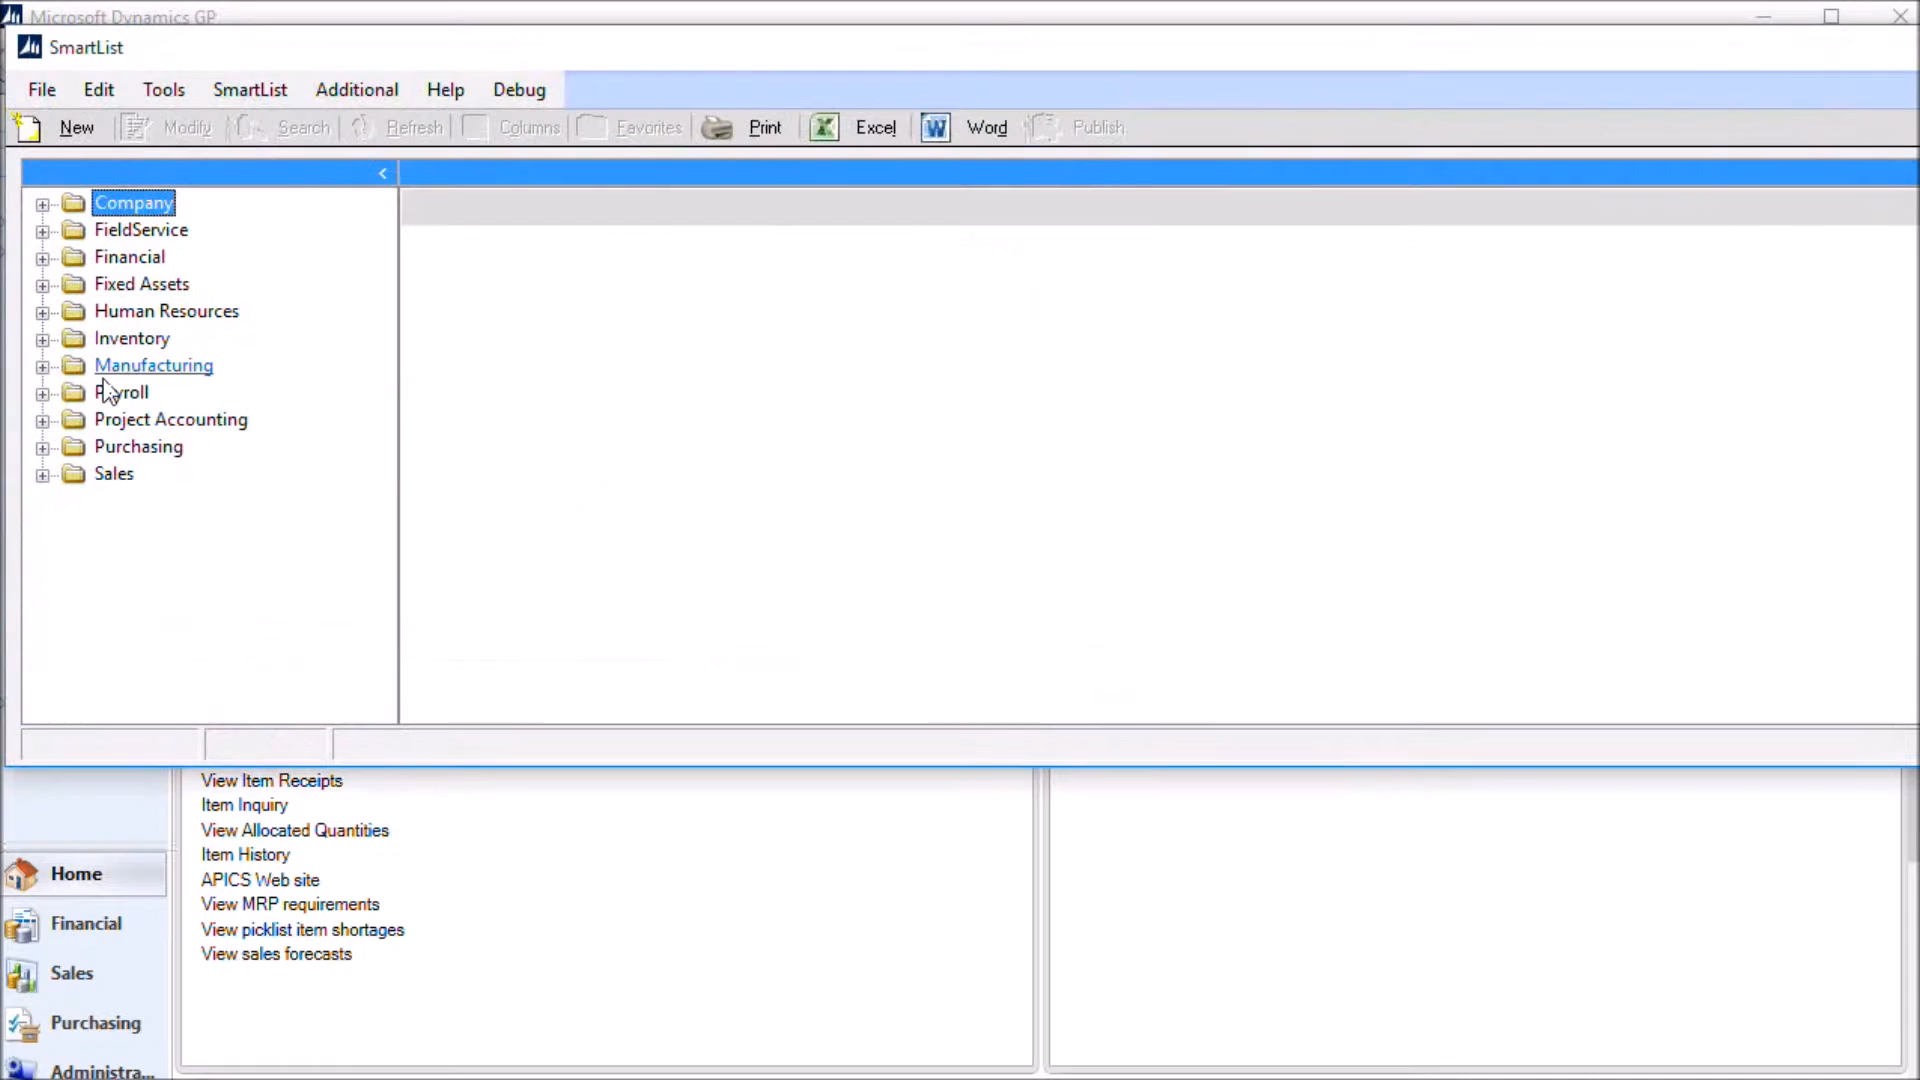 Microsoft Dynamics GP
SmartList
File Edit Tools SmartList Additional Help Debug
New Modify Search Refresh Columns Favorites Print Excel Word Publish
<
Company
FieldService
Financial
Fixed Assets
Human Resources
Inventory
Manufacturing
Payroll
Project Accounting
Purchasing
Sales
View Item Receipts
Item Inquiry
View Allocated Quantities
Item History
APICS Web site
View MRP requirements
View picklist item shortages
View sales forecasts
Home
Financial
Sales
Purchasing
Administra...